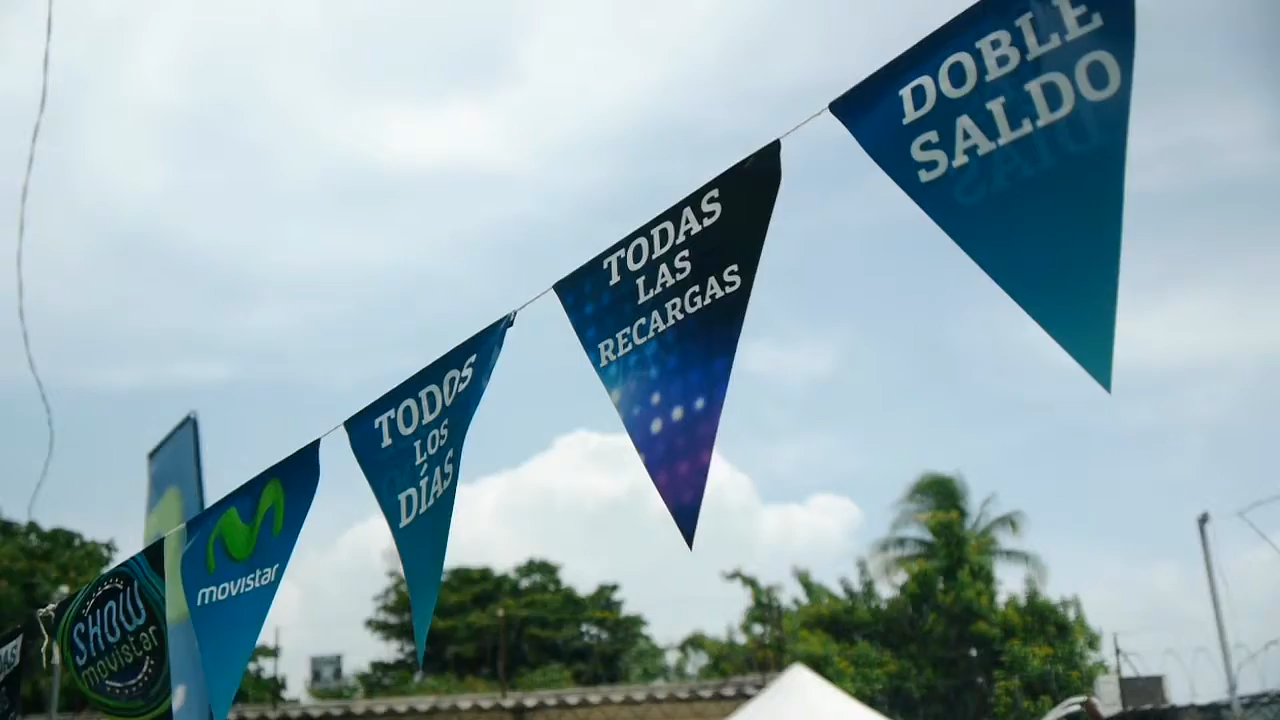 DOBLE
SALDO
TODAS
LAS
RECARGAS
TODOS
LOS
DÍAS
movistar
SHOW
movistar